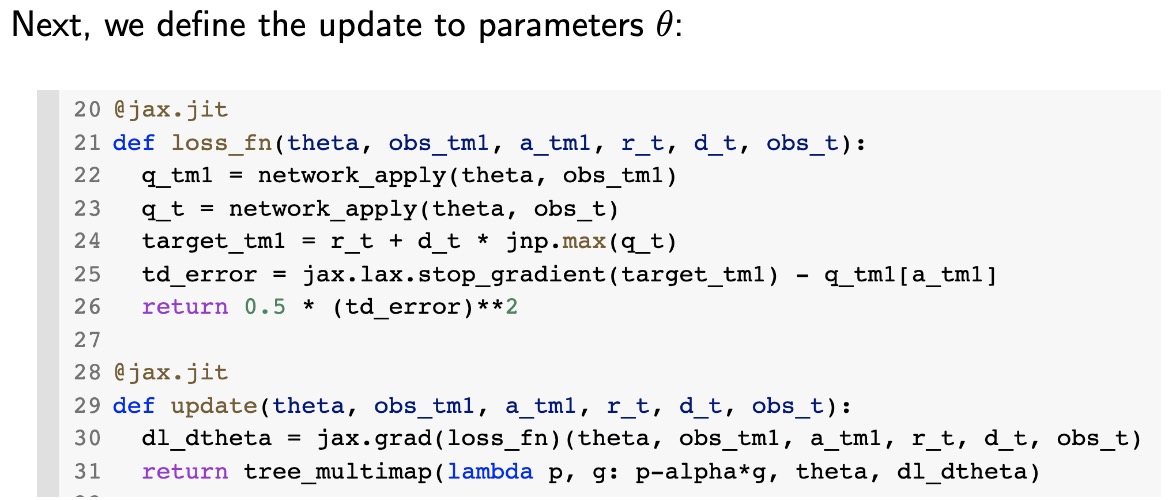 Next, we define the update to parameters θ:
20 @jax.jit
21 def loss_fn(theta, obs_tm1, a_tm1, r_t, d_t, obs_t):
22   q_tm1 = network_apply(theta, obs_tm1)
23   q_t = network_apply(theta, obs_t)
24   target_tm1 = r_t + d_t * jnp.max(q_t)
25   td_error = jax.lax.stop_gradient(target_tm1) - q_tm1[a_tm1]
26   return 0.5 * (td_error)**2
27
28 @jax.jit
29 def update(theta, obs_tm1, a_tm1, r_t, d_t, obs_t):
30   dl_dtheta = jax.grad(loss_fn)(theta, obs_tm1, a_tm1, r_t, d_t, obs_t)
31   return tree_multimap(lambda p, g: p-alpha*g, theta, dl_dtheta)